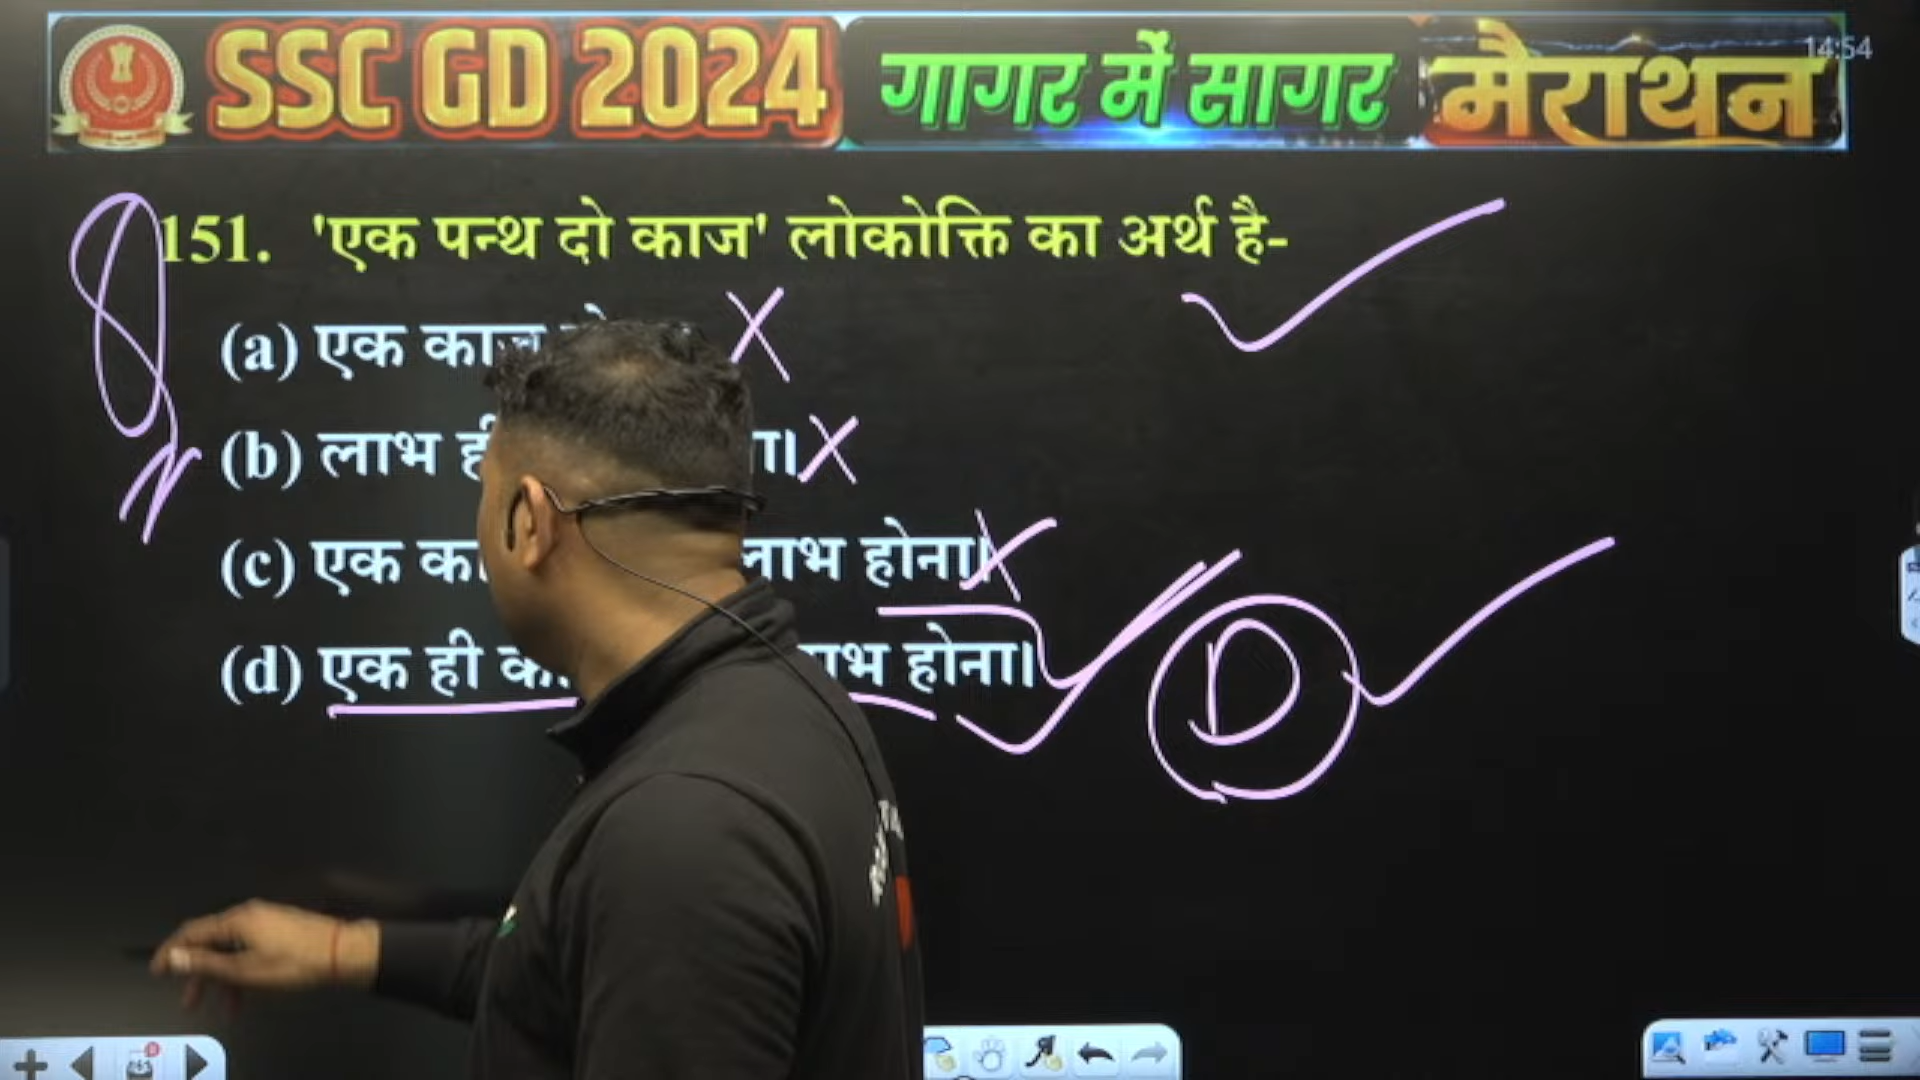 SSC GD 2024 गागर में सागर मैराथन
14:54
151. 'एक पन्थ दो काज' लोकोक्ति का अर्थ है-
(a) एक
(b) लाभ
(c) एक लाभ होना।
(d) एक ही होना।
D